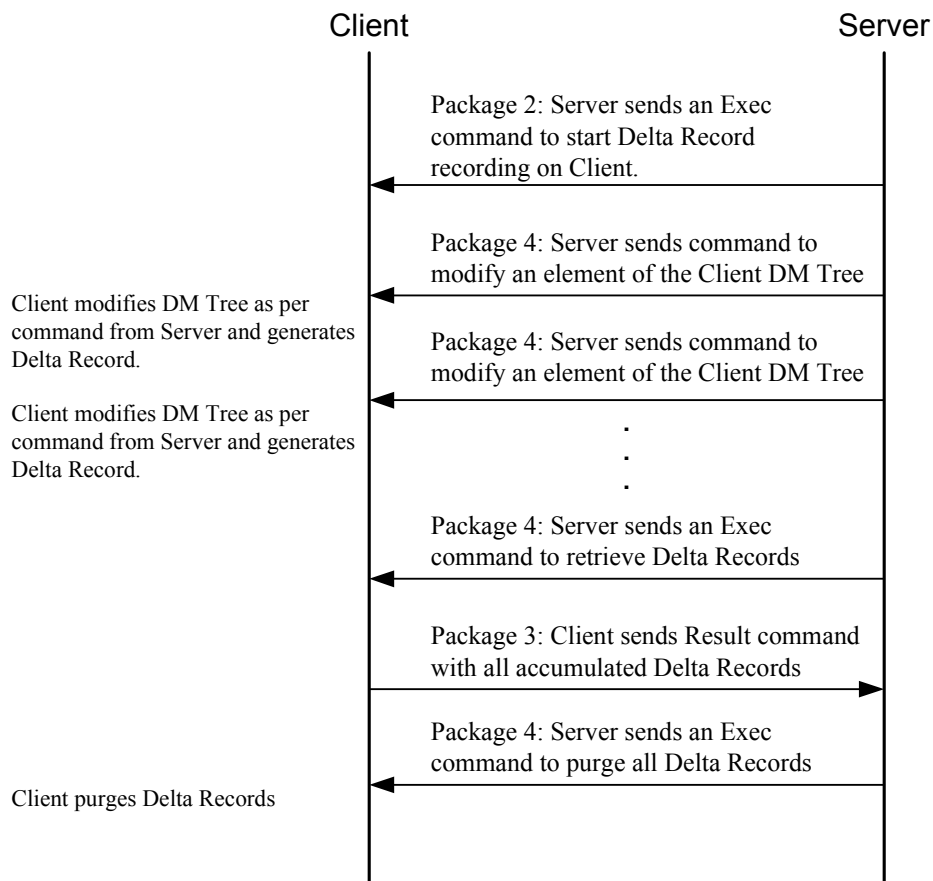 Client
Server
Package 2: Server sends an Exec
command to start Delta Record
recording on Client.
Package 4: Server sends command to
modify an element of the Client DM Tree
Client modifies DM Tree as per
command from Server and generates
Delta Record.
Package 4: Server sends command to
modify an element of the Client DM Tree
Client modifies DM Tree as per
command from Server and generates
Delta Record.
.
.
.
Package 4: Server sends an Exec
command to retrieve Delta Records
Package 3: Client sends Result command
with all accumulated Delta Records
Package 4: Server sends an Exec
command to purge all Delta Records
Client purges Delta Records